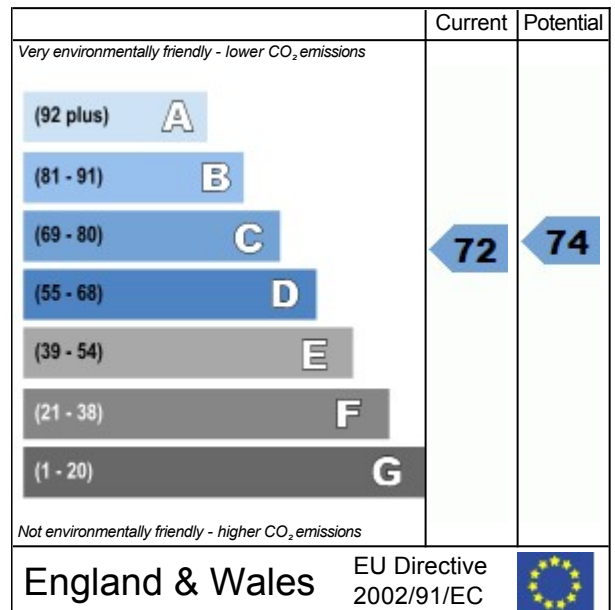 Current Potential
Very environmentally friendly - lower CO₂ emissions
(92 plus) A
(81 - 91) B
(69 - 80) C
72 74
(55 - 68) D
(39 - 54) E
(21 - 38) F
(1 - 20) G
Not environmentally friendly - higher CO₂ emissions
England & Wales
EU Directive
2002/91/EC